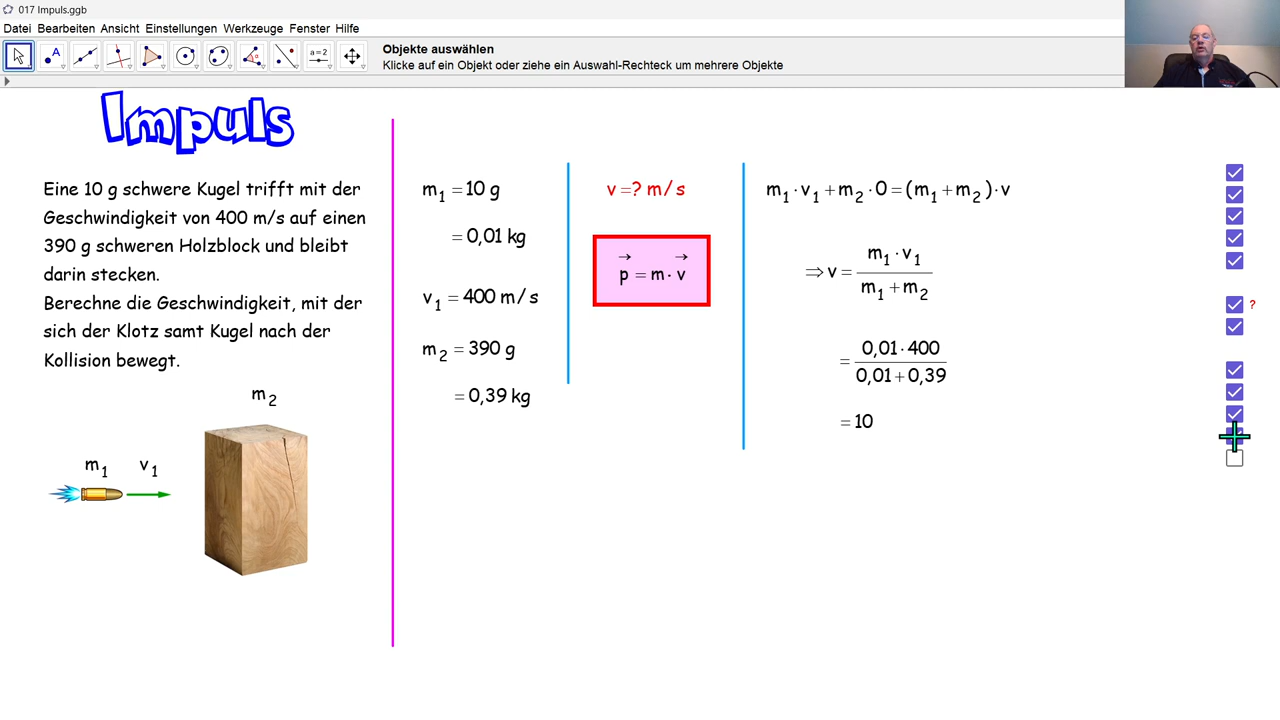 017 Impuls.ggb
Datei Bearbeiten Ansicht Einstellungen Werkzeuge Fenster Hilfe
A
a=2
Objekte auswählen
Klicke auf ein Objekt oder ziehe ein Auswahl-Rechteck um mehrere Objekte
Impuls
Eine 10 g schwere Kugel trifft mit der
Geschwindigkeit von 400 m/s auf einen
390 g schweren Holzblock und bleibt
darin stecken.
Berechne die Geschwindigkeit, mit der
sich der Klotz samt Kugel nach der
Kollision bewegt.
m₂
m₁ v₁
m₁ = 10 g
= 0,01 kg
v₁ = 400 m/s
m₂ = 390 g
= 0,39 kg
v =? m/s
p⃗ = m · v⃗
m₁ · v₁ + m₂ · 0 = (m₁ + m₂) · v
⇒ v = m₁ · v₁
m₁ + m₂
= 0,01 · 400
0,01 + 0,39
= 10
?